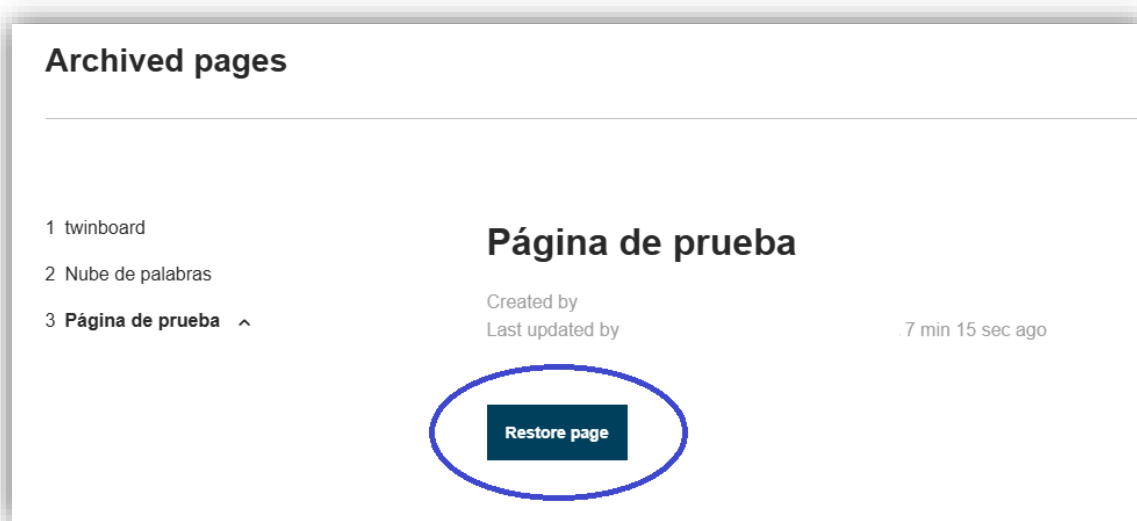 Archived pages
1 twinboard
2 Nube de palabras
3 Página de prueba
Página de prueba
Created by
Last updated by 7 min 15 sec ago
Restore page